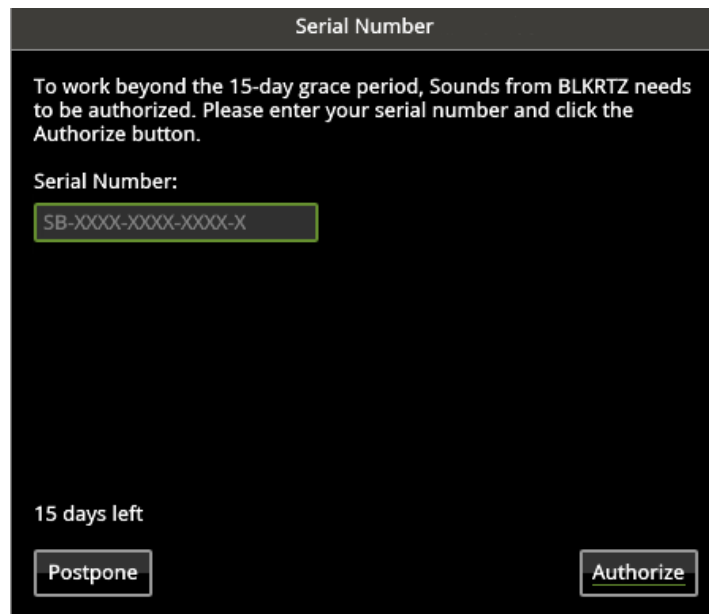 Serial Number
To work beyond the 15-day grace period, Sounds from BLKRTZ needs
to be authorized. Please enter your serial number and click the
Authorize button.
Serial Number:
SB-XXXX-XXXX-XXXX-X
15 days left
Postpone
Authorize